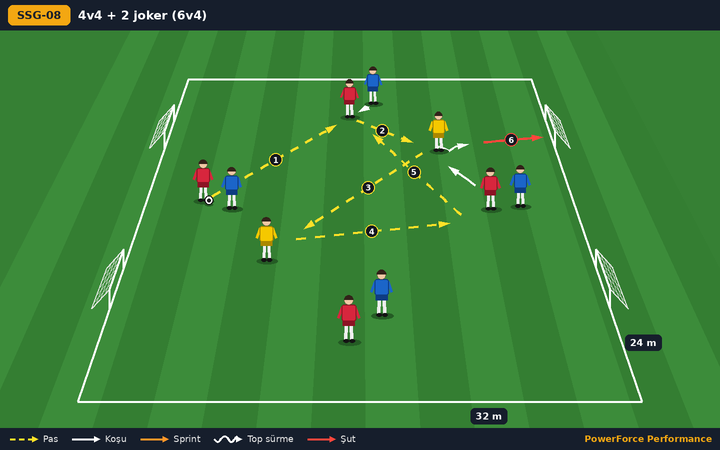 SSG-08 4v4 + 2 joker (6v4)
1
2
6
5
3
4
24 m
32 m
Pas Koşu Sprint Top sürme Şut PowerForce Performance